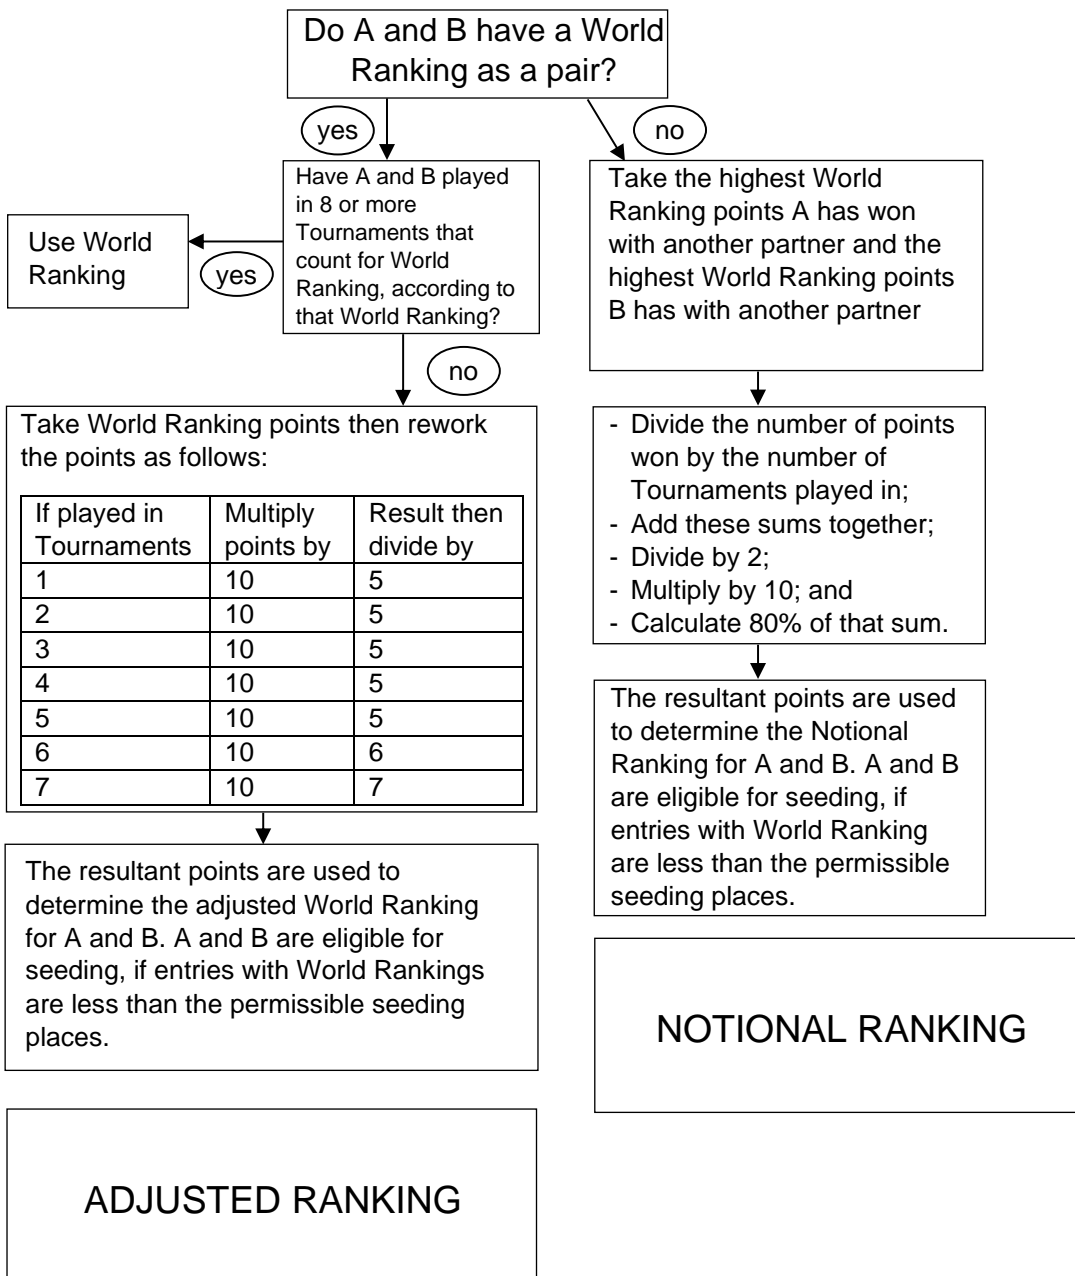 Do A and B have a World
Ranking as a pair?
yes
no
Have A and B played
in 8 or more
Tournaments that
count for World
Ranking, according to
that World Ranking?
Use World
Ranking
yes
no
Take World Ranking points then rework
the points as follows:
If played in Tournaments | Multiply points by | Result then divide by
1 10 5
2 10 5
3 10 5
4 10 5
5 10 5
6 10 6
7 10 7
The resultant points are used to
determine the adjusted World Ranking
for A and B. A and B are eligible for
seeding, if entries with World Rankings
are less than the permissible seeding
places.
ADJUSTED RANKING
Take the highest World
Ranking points A has won
with another partner and the
highest World Ranking points
B has with another partner
- Divide the number of points
won by the number of
Tournaments played in;
- Add these sums together;
- Divide by 2;
- Multiply by 10; and
- Calculate 80% of that sum.
The resultant points are used
to determine the Notional
Ranking for A and B. A and B
are eligible for seeding, if
entries with World Ranking
are less than the permissible
seeding places.
NOTIONAL RANKING